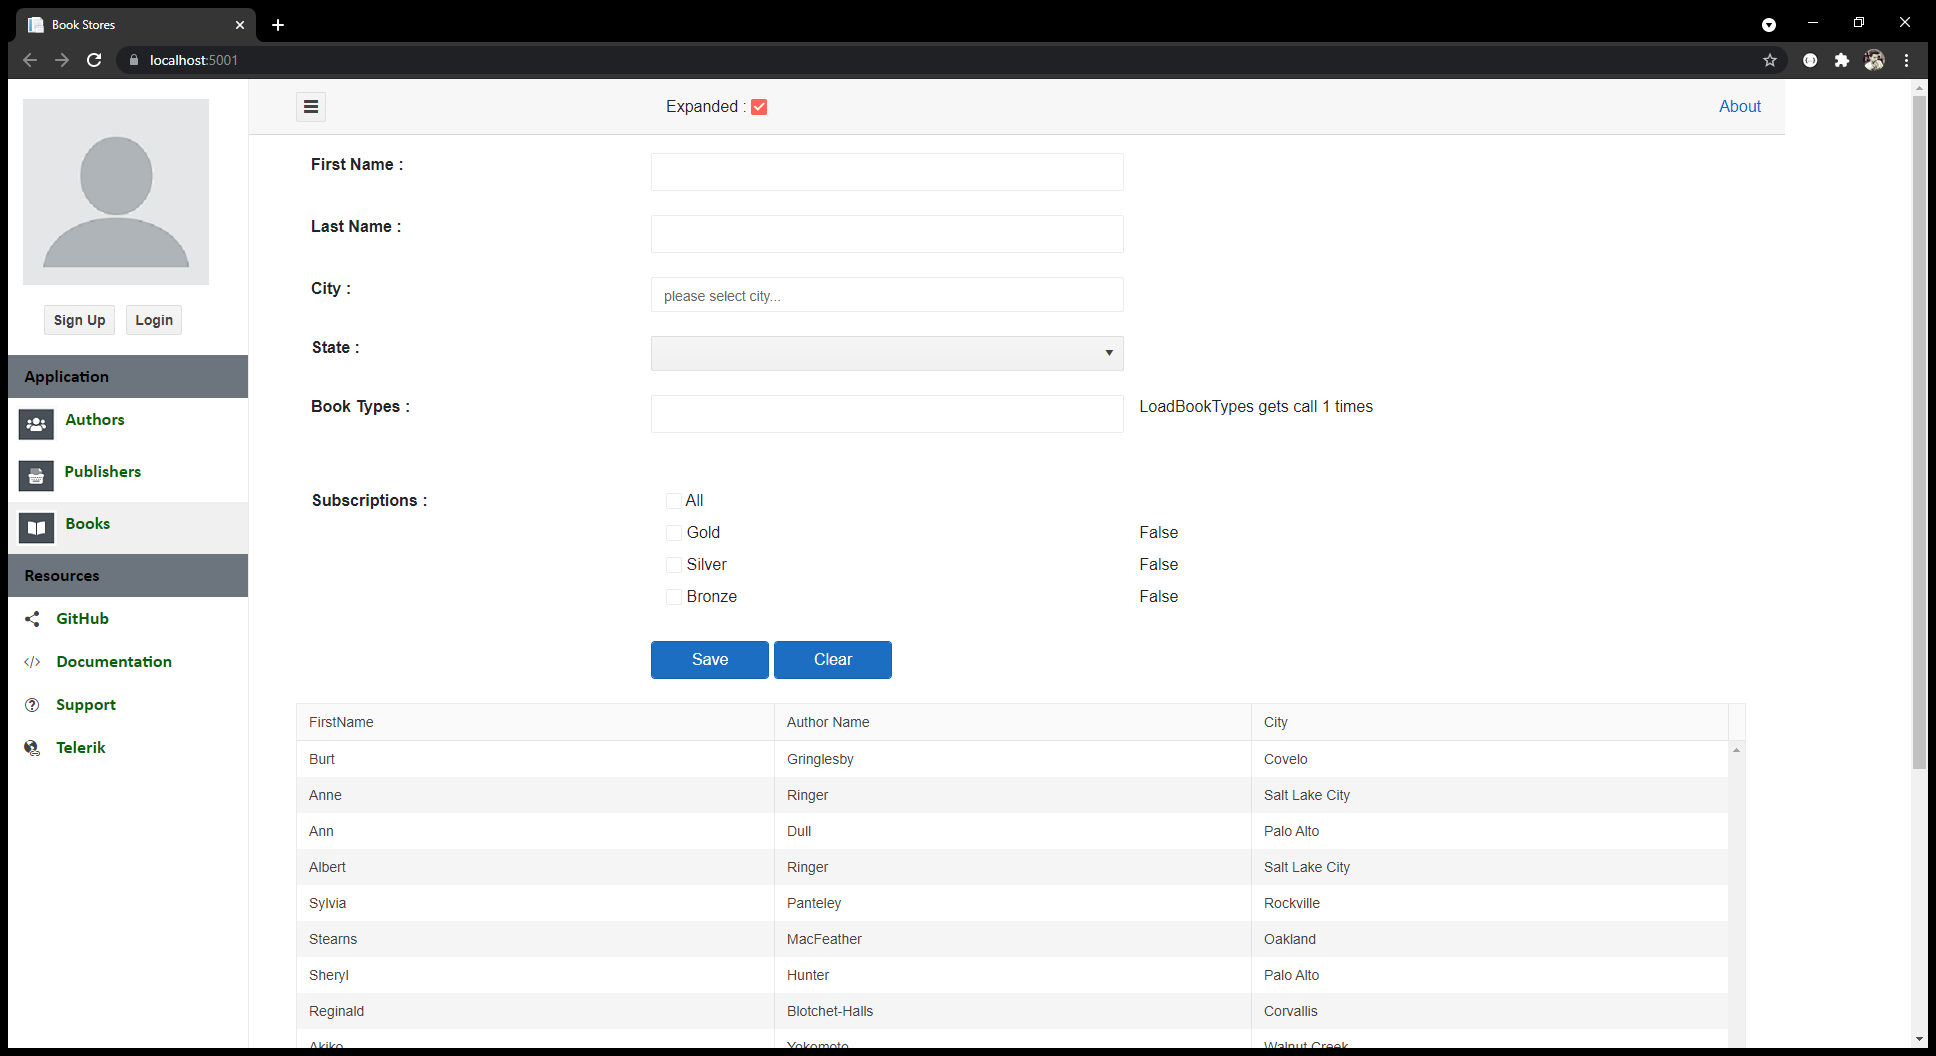 Book Stores
localhost:5001
Expanded :
About
Sign Up Login
Application
Authors
Publishers
Books
Resources
GitHub
Documentation
Support
Telerik
First Name :
Last Name :
City : please select city...
State :
Book Types : LoadBookTypes gets call 1 times
Subscriptions : All
Gold False
Silver False
Bronze False
Save Clear
FirstName Author Name City
Burt Gringlesby Covelo
Anne Ringer Salt Lake City
Ann Dull Palo Alto
Albert Ringer Salt Lake City
Sylvia Panteley Rockville
Stearns MacFeather Oakland
Sheryl Hunter Palo Alto
Reginald Blotchet-Halls Corvallis
Akiko Yokomoto Walnut Creek